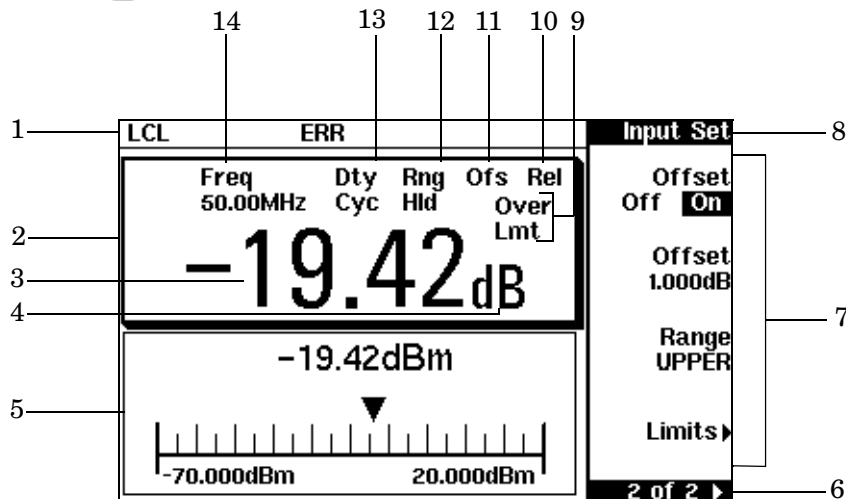 14 13 12 11 10 9
1 LCL ERR Input Set 8
Freq Dty Rng Ofs Rel Offset
50.00MHz Cyc Hld Over Off On
2 Lmt
3 -19.42dB Offset
4 1.000dB
7
Range
-19.42dBm UPPER
5
Limits
-70.000dBm 20.000dBm
2 of 2 6